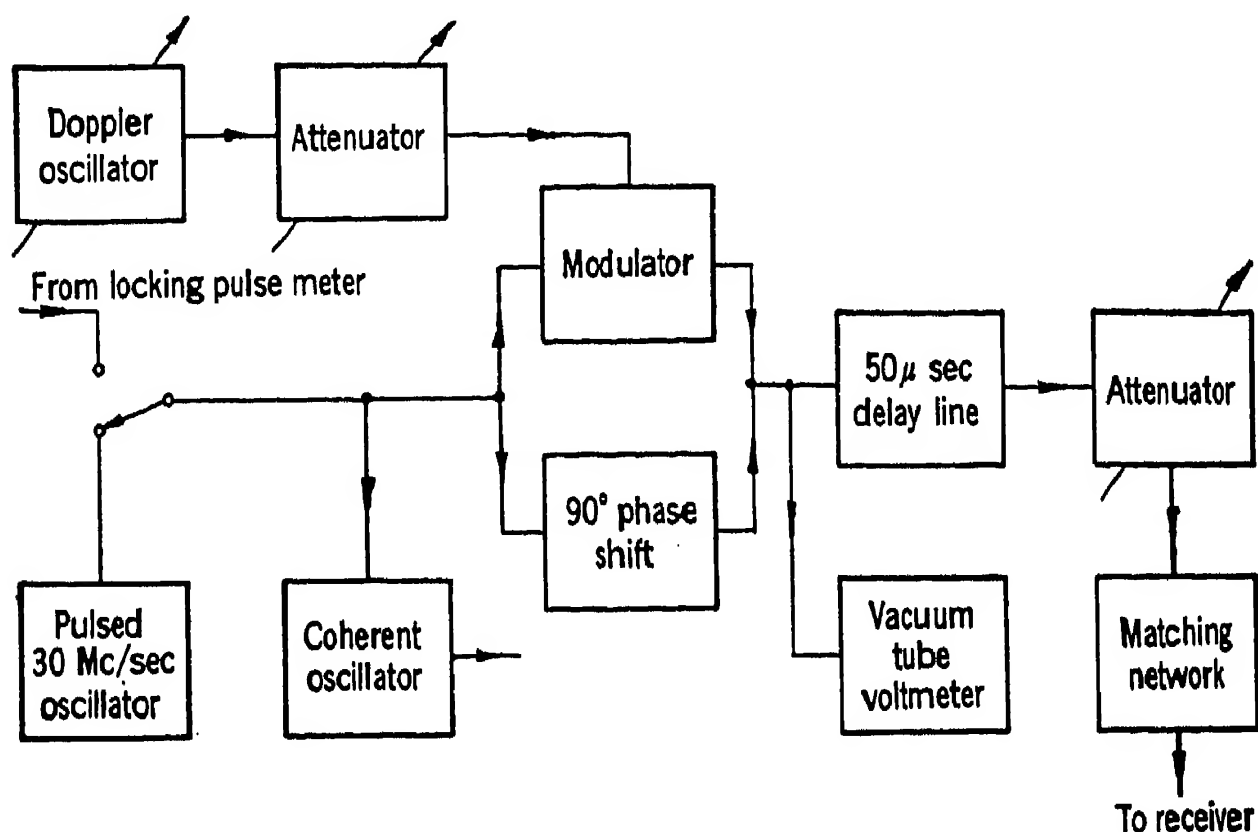 Doppler
oscillator
Attenuator
Modulator
From locking pulse meter
50μ sec
delay line
Attenuator
90° phase
shift
Pulsed
30 Mc/sec
oscillator
Coherent
oscillator
Vacuum
tube
voltmeter
Matching
network
To receiver